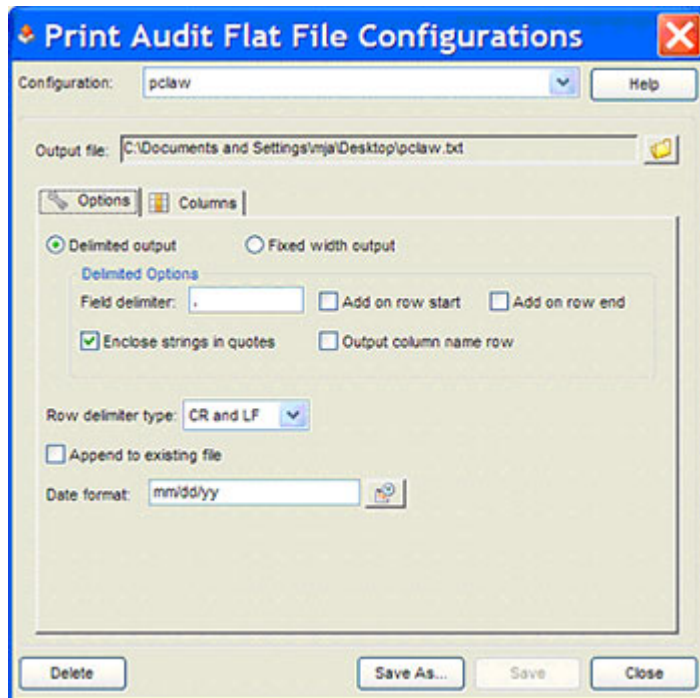 Print Audit Flat File Configurations
Configuration: pclaw Help
Output file: C:\Documents and Settings\mja\Desktop\pclaw.txt
Options Columns
Delimited output Fixed width output
Delimited Options
Field delimiter: , Add on row start Add on row end
Enclose strings in quotes Output column name row
Row delimiter type: CR and LF
Append to existing file
Date format: mm/dd/yy
Delete Save As... Save Close